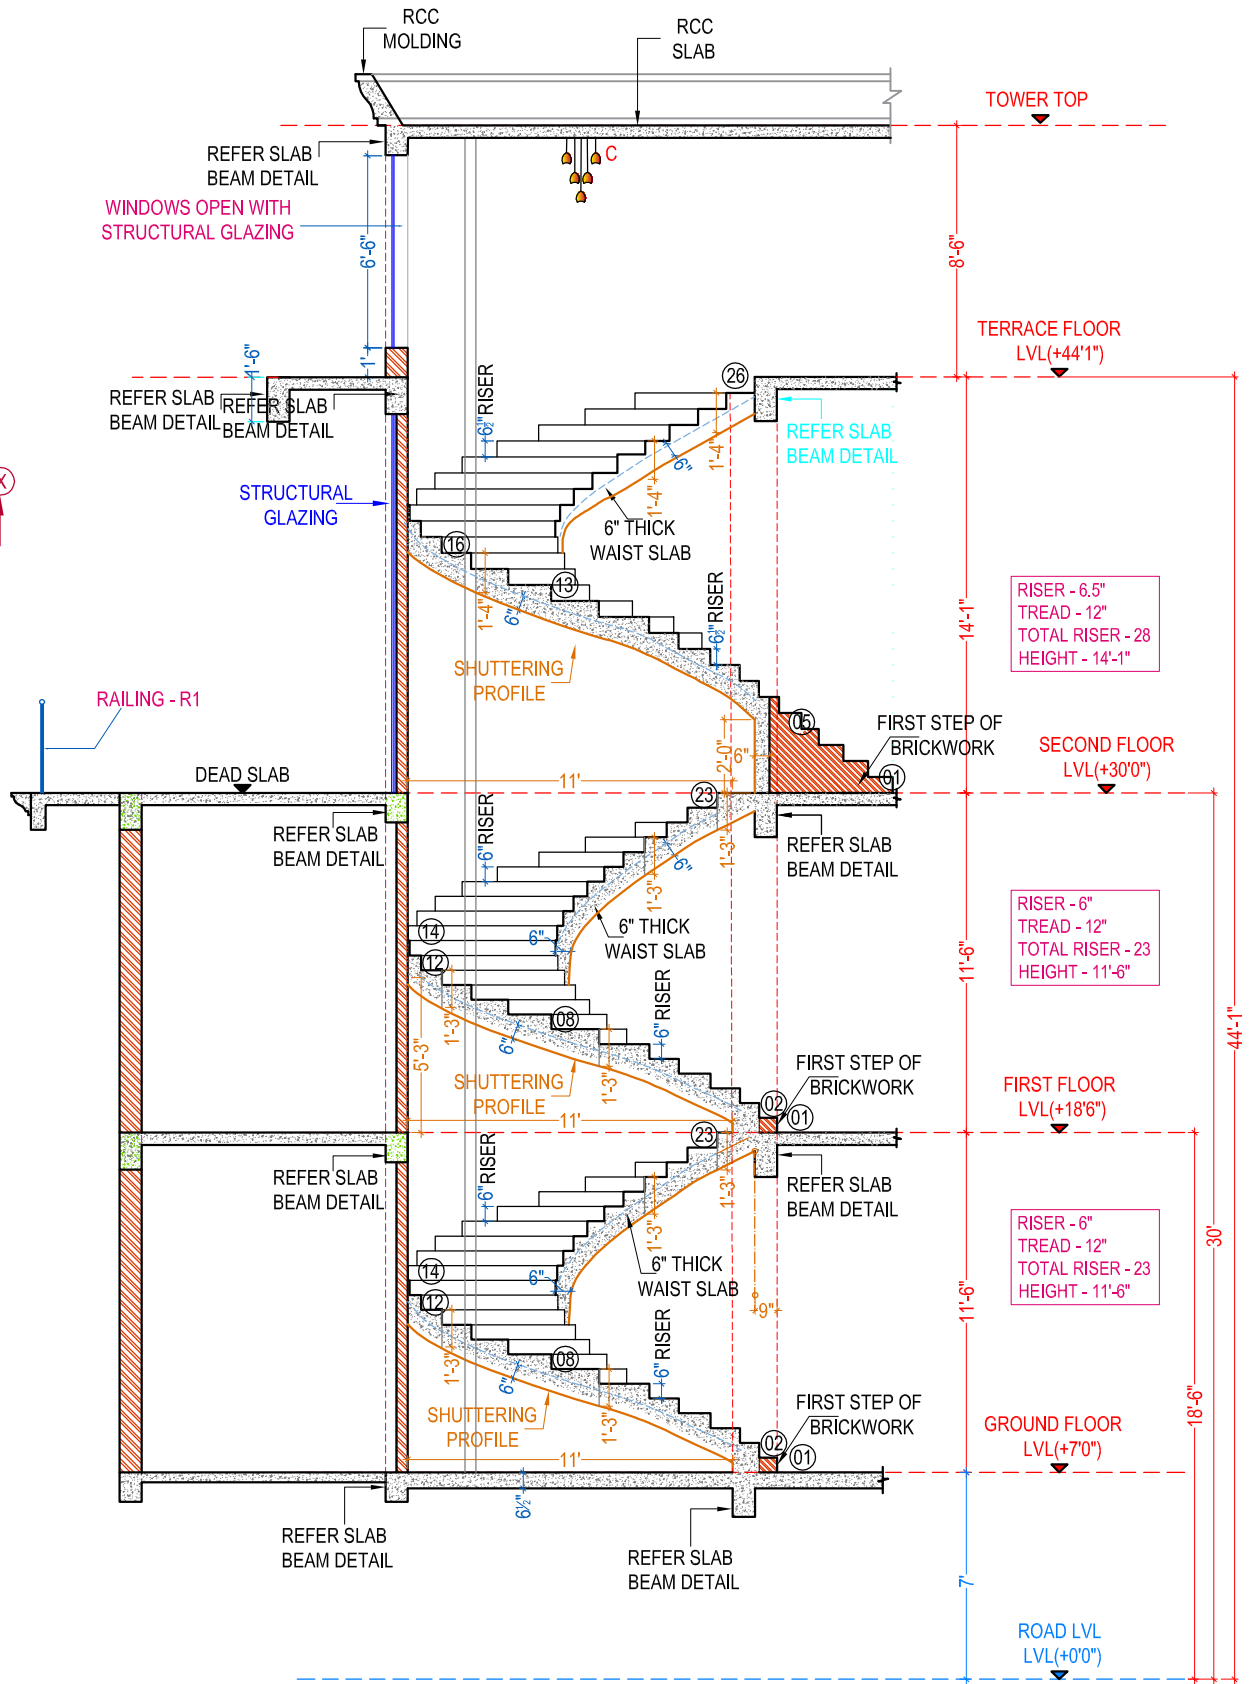 RCC
MOLDING
RCC
SLAB
TOWER TOP
REFER SLAB
BEAM DETAIL
C
WINDOWS OPEN WITH
STRUCTURAL GLAZING
6'-6"
8'-6"
TERRACE FLOOR
LVL(+44'1")
1'-6"
1'
26
REFER SLAB
BEAM DETAIL
REFER SLAB
BEAM DETAIL
6½" RISER
REFER SLAB
BEAM DETAIL
1'-4"
6"
1'-4"
X
STRUCTURAL
GLAZING
6" THICK
WAIST SLAB
16
13
1'-4"
6"
6½" RISER
14'-1"
RISER - 6.5"
TREAD - 12"
TOTAL RISER - 28
HEIGHT - 14'-1"
SHUTTERING
PROFILE
RAILING - R1
05
FIRST STEP OF
BRICKWORK
2'-0"
6"
SECOND FLOOR
LVL(+30'0")
DEAD SLAB
11'
01
23
REFER SLAB
BEAM DETAIL
6" RISER
1'-3"
6"
1'-3"
REFER SLAB
BEAM DETAIL
RISER - 6"
TREAD - 12"
TOTAL RISER - 23
HEIGHT - 11'-6"
14
6"
6" THICK
WAIST SLAB
12
11'-6"
08
1'-3"
6"
5'-3"
6" RISER
44'-1"
SHUTTERING
PROFILE
1'-3"
FIRST STEP OF
BRICKWORK
FIRST FLOOR
LVL(+18'6")
02
01
11'
23
REFER SLAB
BEAM DETAIL
6" RISER
1'-3"
1'-3"
REFER SLAB
BEAM DETAIL
RISER - 6"
TREAD - 12"
TOTAL RISER - 23
HEIGHT - 11'-6"
30'
14
6"
6" THICK
WAIST SLAB
12
9"
11'-6"
08
1'-3"
6"
6" RISER
1'-3"
18'-6"
SHUTTERING
PROFILE
FIRST STEP OF
BRICKWORK
GROUND FLOOR
LVL(+7'0")
02
01
11'
6½"
REFER SLAB
BEAM DETAIL
REFER SLAB
BEAM DETAIL
7'
ROAD LVL
LVL(+0'0")